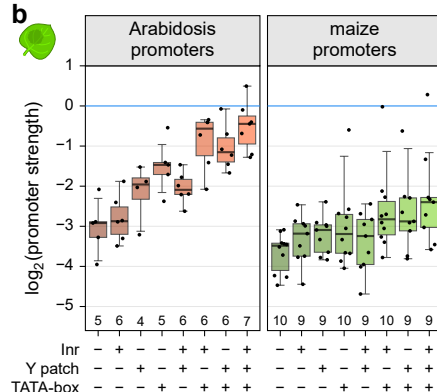 b
Arabidosis promoters
maize promoters
log₂(promoter strength)
1
0
−1
−2
−3
−4
−5
5 6 4 5 6 6 6 7 10 9 9 10 9 10 9 9
Inr − + − − + + − + − + − − + + − +
Y patch − − + − + − + + − − + − + − + +
TATA-box − − − + − + + + − − − + − + + +